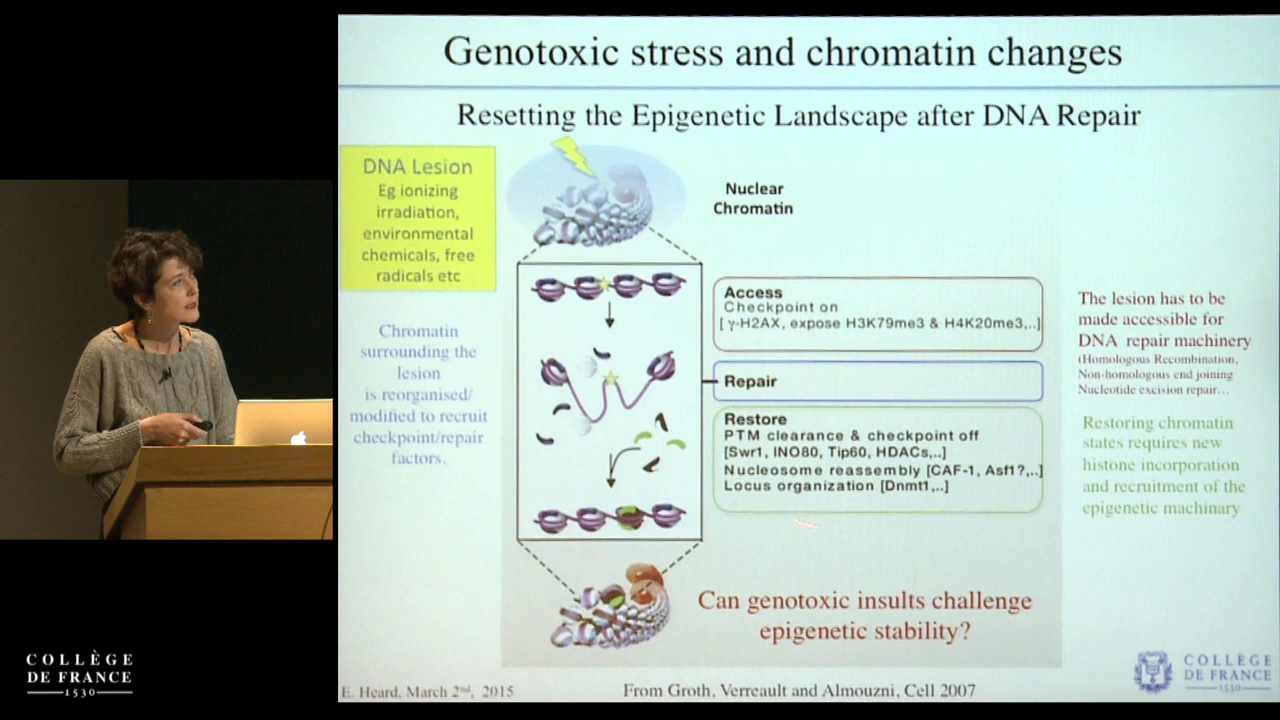 Genotoxic stress and chromatin changes
Resetting the Epigenetic Landscape after DNA Repair
DNA Lesion
Eg ionizing
irradiation,
environmental
chemicals, free
radicals etc
Nuclear
Chromatin
Chromatin
surrounding the
lesion
is reorganised/
modified to recruit
checkpoint/repair
factors.
Access
Checkpoint on
[ γ-H2AX, expose H3K79me3 & H4K20me3,..]
Repair
Restore
PTM clearance & checkpoint off
[Swr1, INO80, Tip60, HDACs,..]
Nucleosome reassembly [CAF-1, Asf1?,..]
Locus organization [Dnmt1,..]
The lesion has to be
made accessible for
DNA repair machinery
(Homologous Recombination,
Non-homologous end joining
Nucleotide excision repair…
Restoring chromatin
states requires new
histone incorporation
and recruitment of the
epigenetic machinary
Can genotoxic insults challenge
epigenetic stability?
E. Heard, March 2nd, 2015
From Groth, Verreault and Almouzni, Cell 2007
COLLÈGE
DE FRANCE
1530
COLLÈGE
DE FRANCE
1530